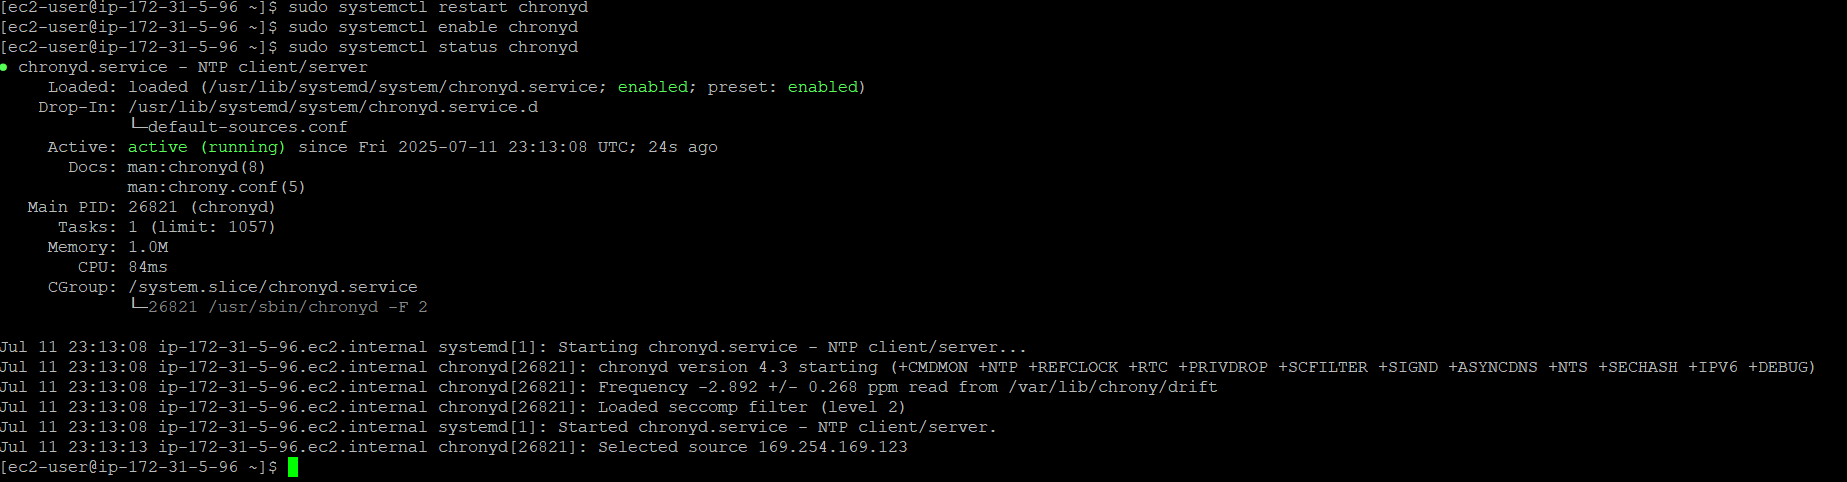 [ec2-user@ip-172-31-5-96 ~]$ sudo systemctl restart chronyd
[ec2-user@ip-172-31-5-96 ~]$ sudo systemctl enable chronyd
[ec2-user@ip-172-31-5-96 ~]$ sudo systemctl status chronyd
● chronyd.service - NTP client/server
     Loaded: loaded (/usr/lib/systemd/system/chronyd.service; enabled; preset: enabled)
    Drop-In: /usr/lib/systemd/system/chronyd.service.d
             └─default-sources.conf
     Active: active (running) since Fri 2025-07-11 23:13:08 UTC; 24s ago
       Docs: man:chronyd(8)
             man:chrony.conf(5)
   Main PID: 26821 (chronyd)
      Tasks: 1 (limit: 1057)
     Memory: 1.0M
        CPU: 84ms
     CGroup: /system.slice/chronyd.service
             └─26821 /usr/sbin/chronyd -F 2

Jul 11 23:13:08 ip-172-31-5-96.ec2.internal systemd[1]: Starting chronyd.service - NTP client/server...
Jul 11 23:13:08 ip-172-31-5-96.ec2.internal chronyd[26821]: chronyd version 4.3 starting (+CMDMON +NTP +REFCLOCK +RTC +PRIVDROP +SCFILTER +SIGND +ASYNCDNS +NTS +SECHASH +IPV6 +DEBUG)
Jul 11 23:13:08 ip-172-31-5-96.ec2.internal chronyd[26821]: Frequency -2.892 +/- 0.268 ppm read from /var/lib/chrony/drift
Jul 11 23:13:08 ip-172-31-5-96.ec2.internal chronyd[26821]: Loaded seccomp filter (level 2)
Jul 11 23:13:08 ip-172-31-5-96.ec2.internal systemd[1]: Started chronyd.service - NTP client/server.
Jul 11 23:13:13 ip-172-31-5-96.ec2.internal chronyd[26821]: Selected source 169.254.169.123
[ec2-user@ip-172-31-5-96 ~]$